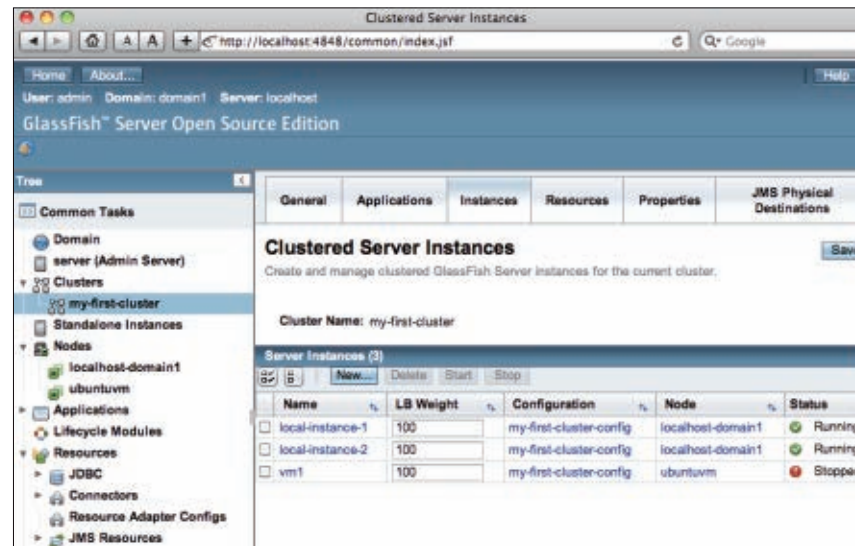 Clustered Server Instances
A A + http://localhost:4848/common/index.jsf Q Google
Home About... Help
User: admin Domain: domain1 Server: localhost
GlassFish™ Server Open Source Edition
Tree
Common Tasks
Domain
server (Admin Server)
Clusters
my-first-cluster
Standalone Instances
Nodes
localhost-domain1
ubuntuvm
Applications
Lifecycle Modules
Resources
JDBC
Connectors
Resource Adapter Configs
JMS Resources
General Applications Instances Resources Properties JMS Physical Destinations
Clustered Server Instances
Save
Create and manage clustered GlassFish Server instances for the current cluster.
Cluster Name: my-first-cluster
Server Instances (3)
New... Delete Start Stop
Name LB Weight Configuration Node Status
local-instance-1 100 my-first-cluster-config localhost-domain1 Running
local-instance-2 100 my-first-cluster-config localhost-domain1 Running
vm1 100 my-first-cluster-config ubuntuvm Stoppe